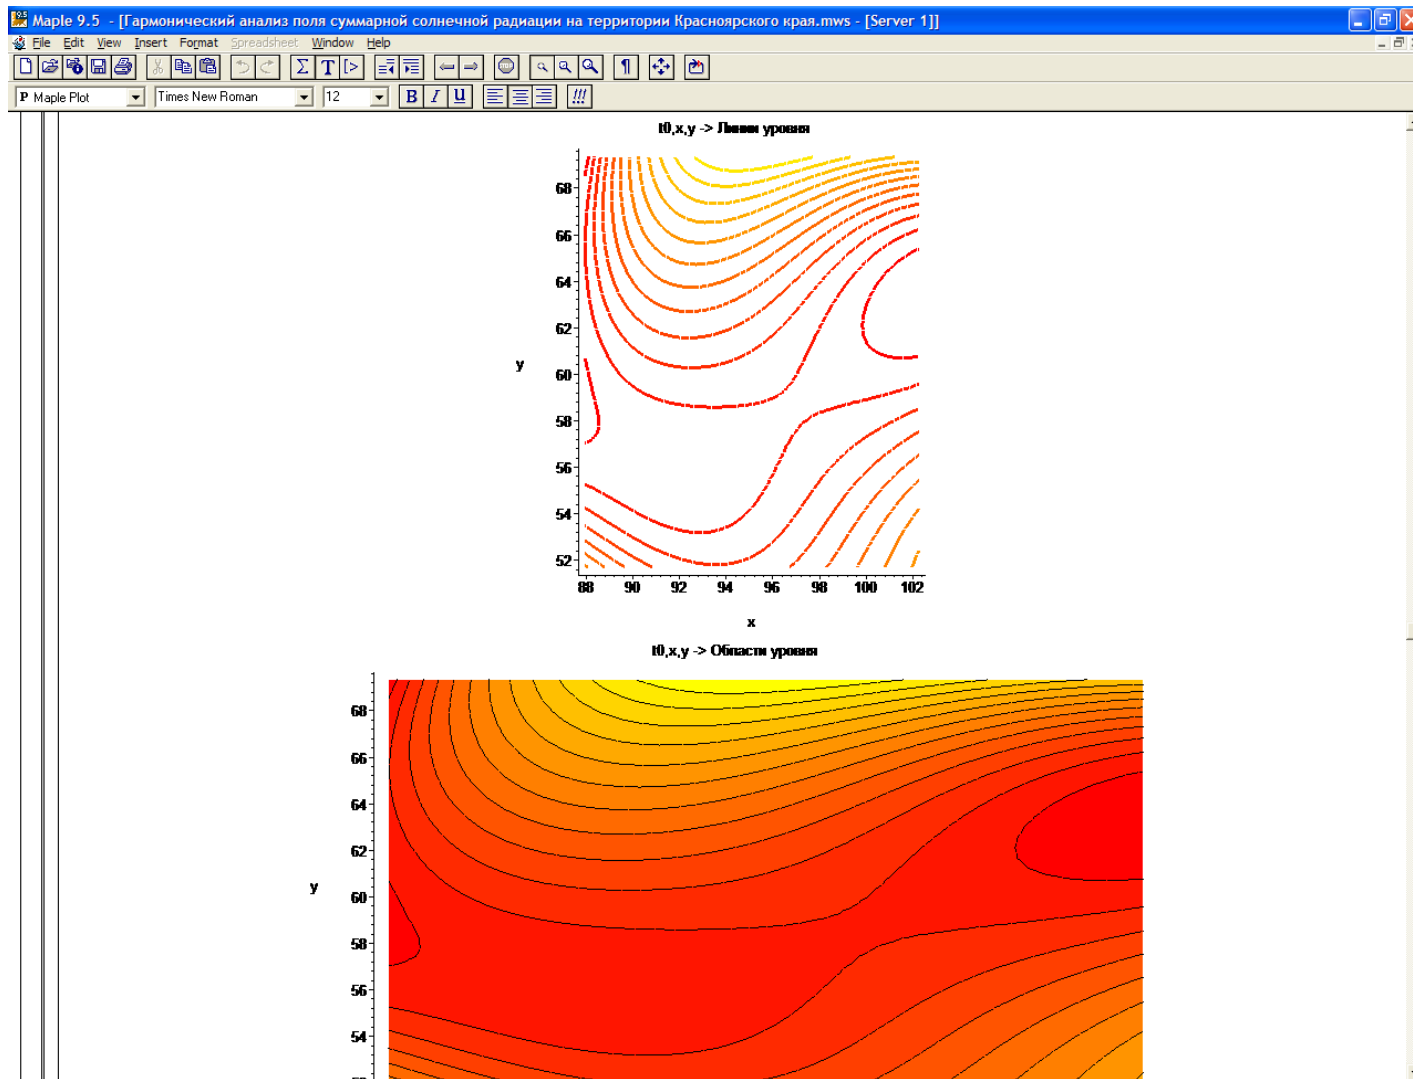 Maple 9.5 - [Гармонический анализ поля суммарной солнечной радиации на территории Красноярского края.mws - [Server 1]]
File Edit View Insert Format Spreadsheet Window Help
P Maple Plot Times New Roman 12 B I U !!!
t0,x,y -> Линии уровня
68
66
64
62
y
60
58
56
54
52
88 90 92 94 96 98 100 102
x
t0,x,y -> Области уровня
68
66
64
62
y
60
58
56
54